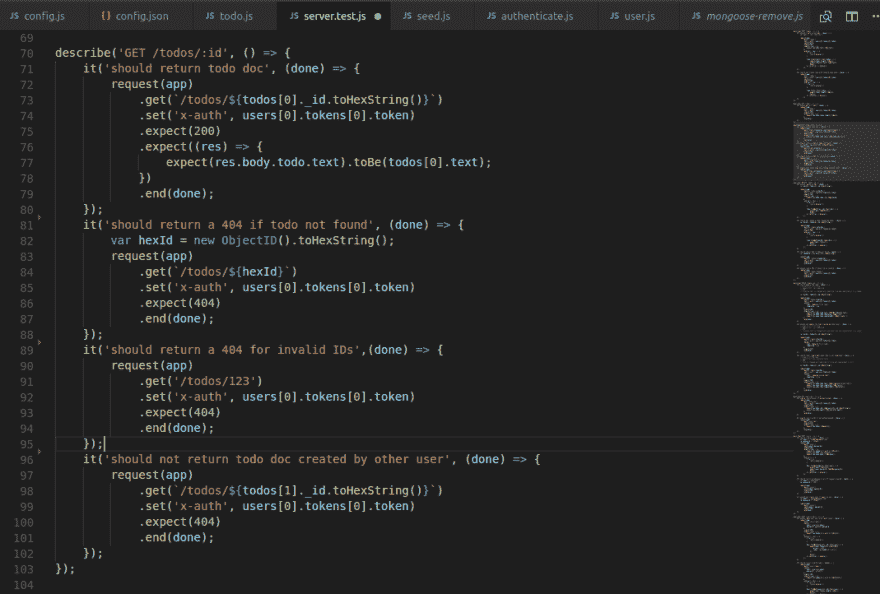 JS config.js {} config.json JS todo.js JS server.test.js JS seed.js JS authenticate.js JS user.js JS mongoose-remove.js
69
70 describe('GET /todos/:id', () => {
71     it('should return todo doc', (done) => {
72         request(app)
73             .get(`/todos/${todos[0]._id.toHexString()}`)
74             .set('x-auth', users[0].tokens[0].token)
75             .expect(200)
76             .expect((res) => {
77                 expect(res.body.todo.text).toBe(todos[0].text);
78             })
79             .end(done);
80     });
81     it('should return a 404 if todo not found', (done) => {
82         var hexId = new ObjectID().toHexString();
83         request(app)
84             .get(`/todos/${hexId}`)
85             .set('x-auth', users[0].tokens[0].token)
86             .expect(404)
87             .end(done);
88     });
89     it('should return a 404 for invalid IDs',(done) => {
90         request(app)
91             .get('/todos/123')
92             .set('x-auth', users[0].tokens[0].token)
93             .expect(404)
94             .end(done);
95     });
96     it('should not return todo doc created by other user', (done) => {
97         request(app)
98             .get(`/todos/${todos[1]._id.toHexString()}`)
99             .set('x-auth', users[0].tokens[0].token)
100             .expect(404)
101             .end(done);
102     });
103 });
104